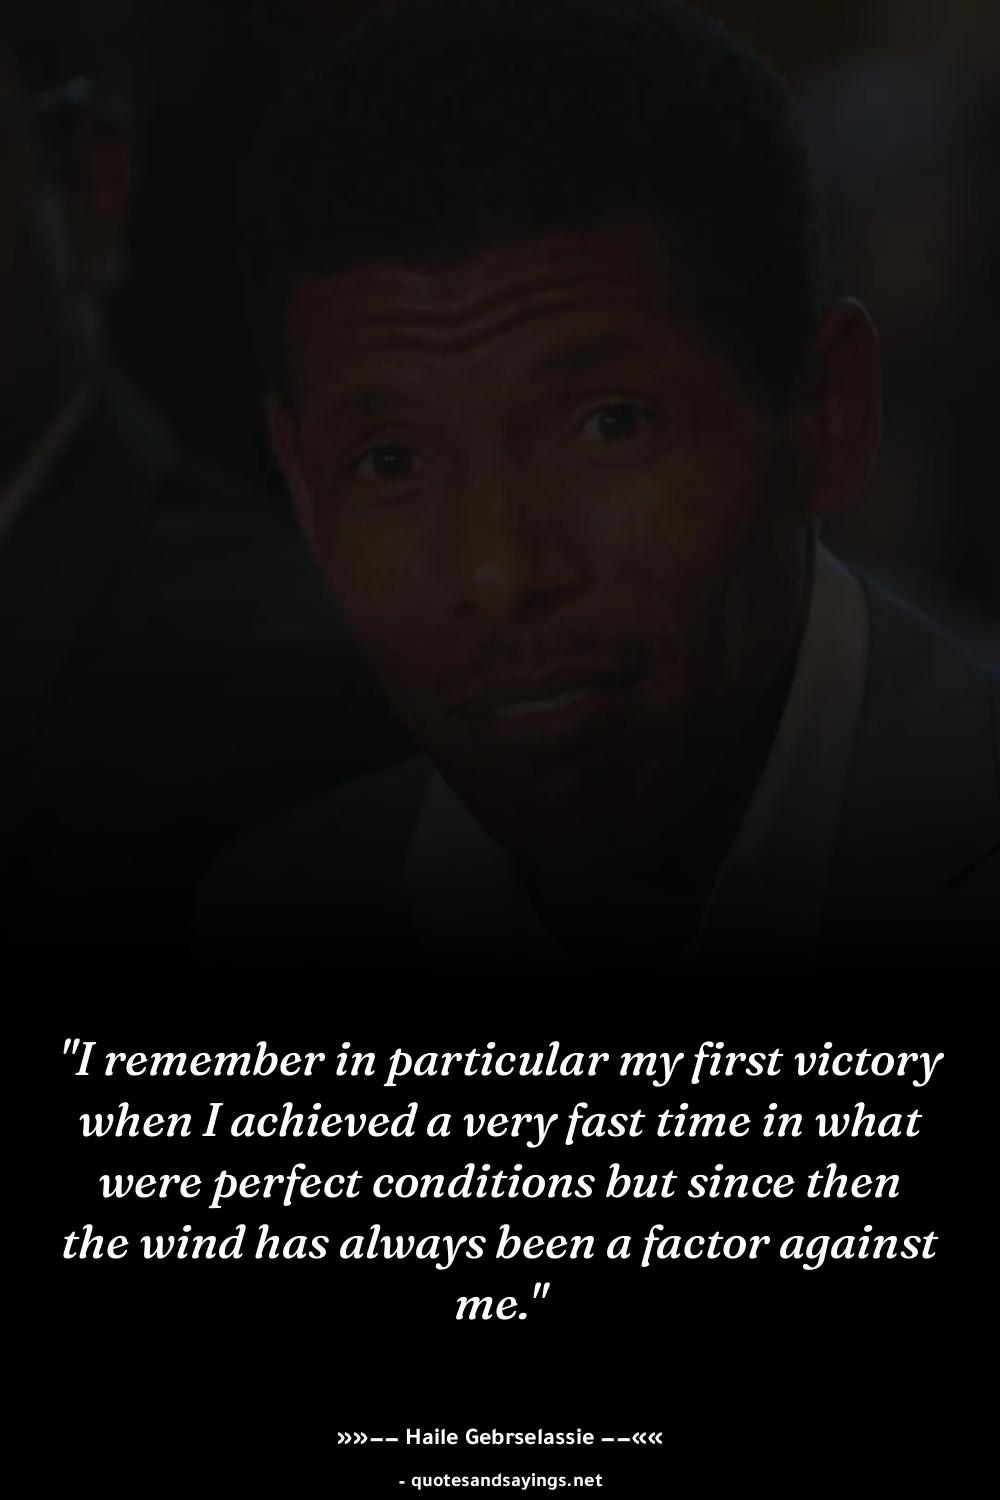 "I remember in particular my first victory
when I achieved a very fast time in what
were perfect conditions but since then
the wind has always been a factor against
me."
»»−− Haile Gebrselassie −−««
- quotesandsayings.net